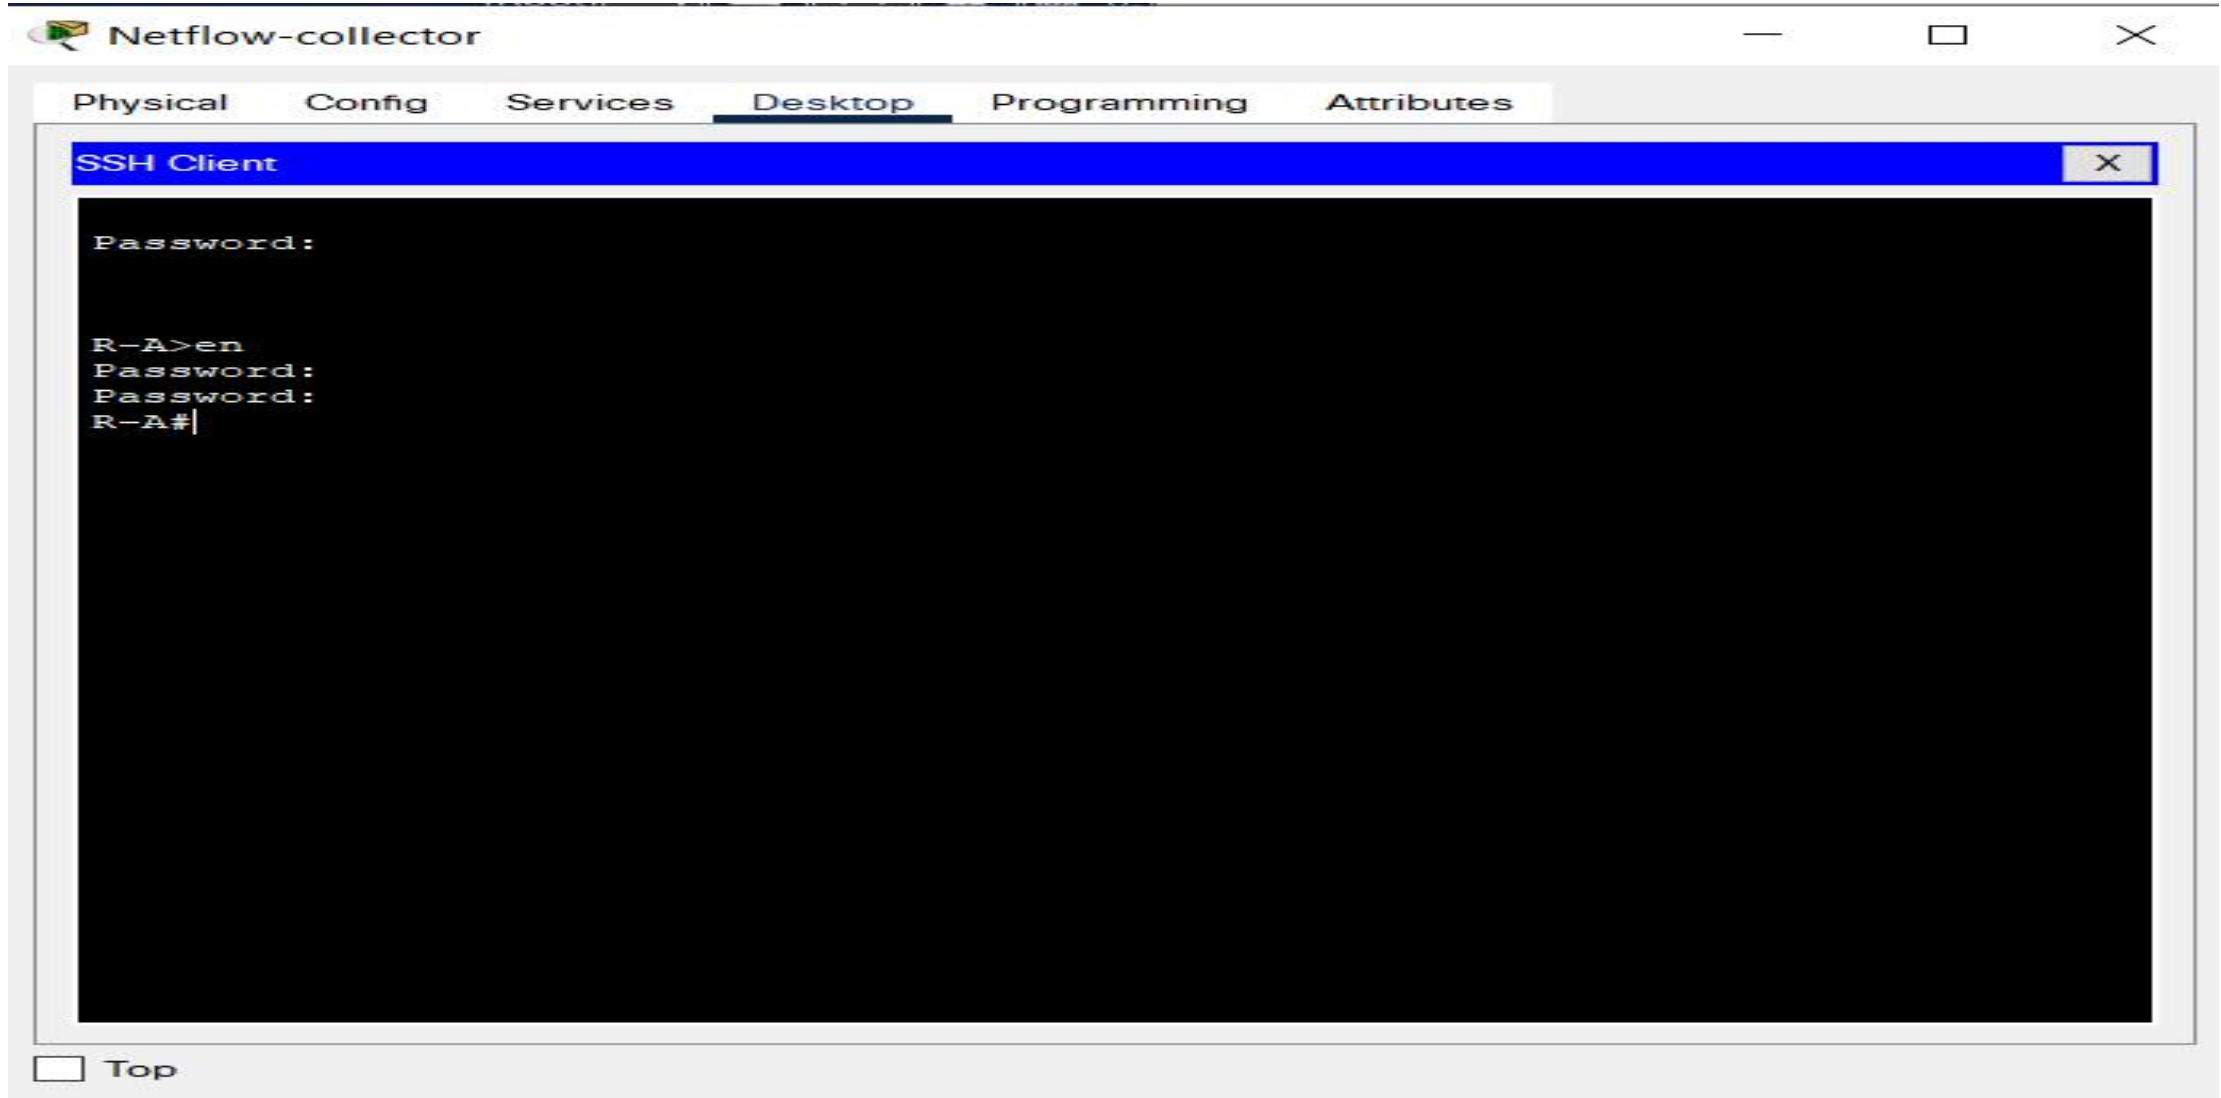 Netflow-collector
Physical Config Services Desktop Programming Attributes
SSH Client X
Password:
R-A>en
Password:
Password:
R-A#
Top